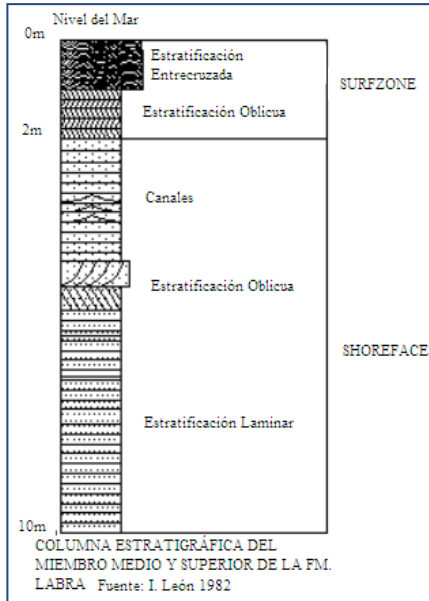 Nivel del Mar
0m
Estratificación
Entrecruzada
SURFZONE
Estratificación Oblicua
2m
Canales
Estratificación Oblicua
SHOREFACE
Estratificación Laminar
10m
COLUMNA ESTRATIGRÁFICA DEL
MIEMBRO MEDIO Y SUPERIOR DE LA FM.
LABRA Fuente: I. León 1982